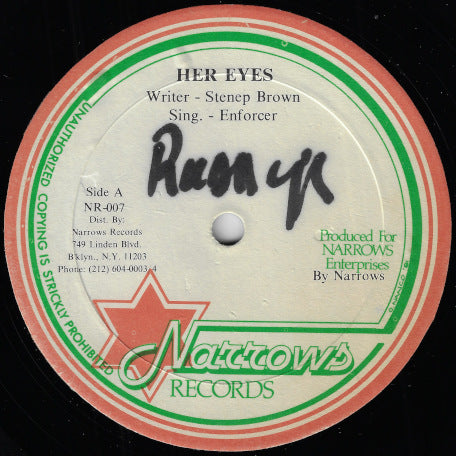 HER EYES
Writer - Stenep Brown
Sing. - Enforcer
Side A
NR-007
Dist. By:
Narrows Records
749 Linden Blvd.
B'klyn., N.Y. 11203
Phone: (212) 604-0003-4
Produced For
NARROWS
Enterprises
By Narrows
UNAUTHORIZED COPYING IS STRICTLY PROHIBITED
Narrows
RECORDS